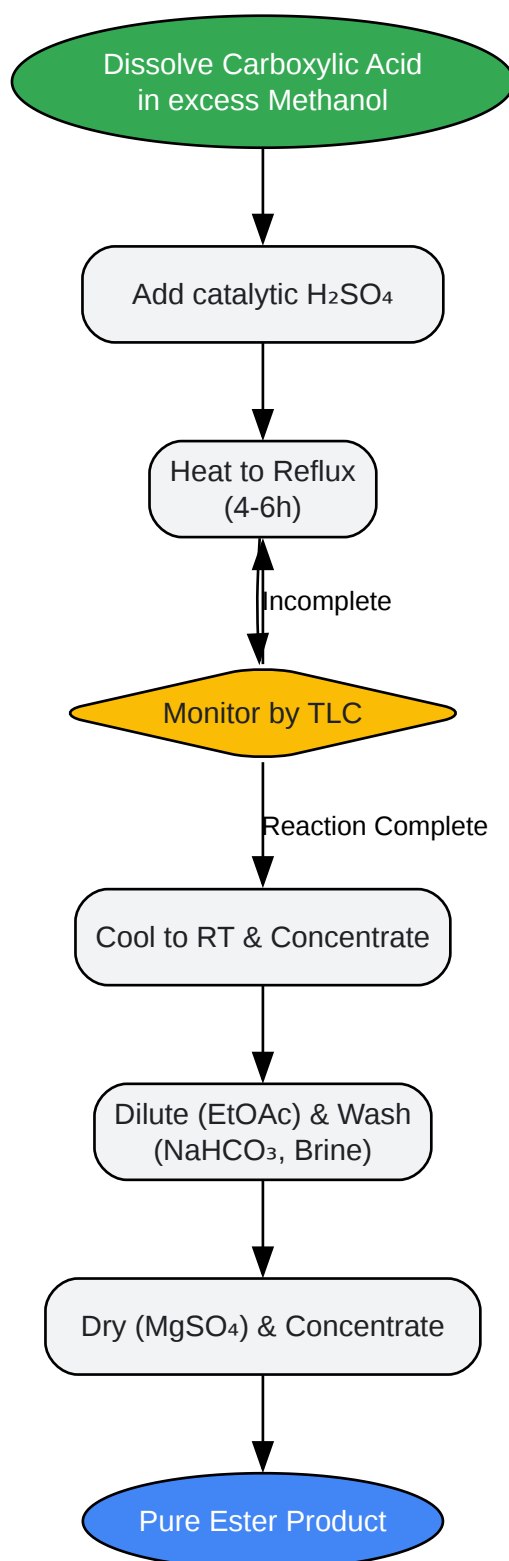 Dissolve Carboxylic Acid
in excess Methanol
Add catalytic H₂SO₄
Heat to Reflux
(4-6h)
Incomplete
Monitor by TLC
Reaction Complete
Cool to RT & Concentrate
Dilute (EtOAc) & Wash
(NaHCO₃, Brine)
Dry (MgSO₄) & Concentrate
Pure Ester Product